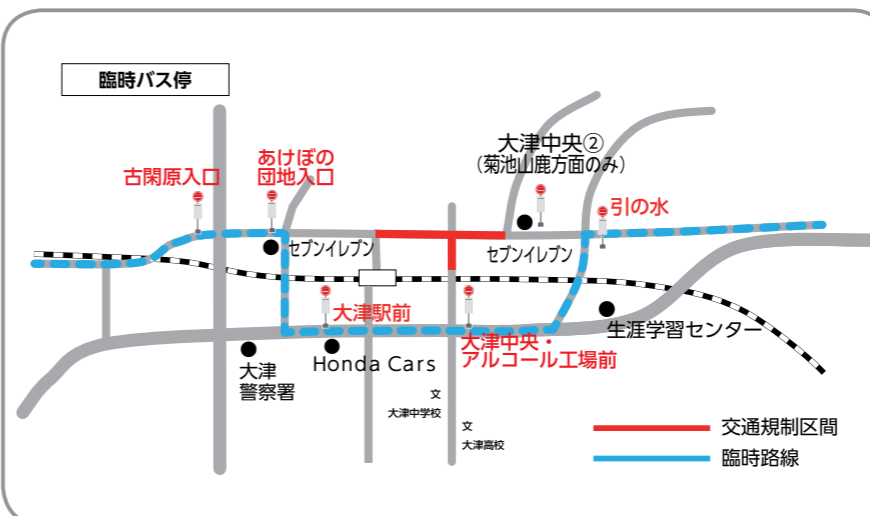 臨時バス停
大津中央②
(菊池山鹿方面のみ)
あけぼの
団地入口
古閑原入口
引の水
セブンイレブン
セブンイレブン
大津駅前
生涯学習センター
大津中央・
アルコール工場前
Honda Cars
大津
警察署
文
大津中学校
文
大津高校
交通規制区間
臨時路線